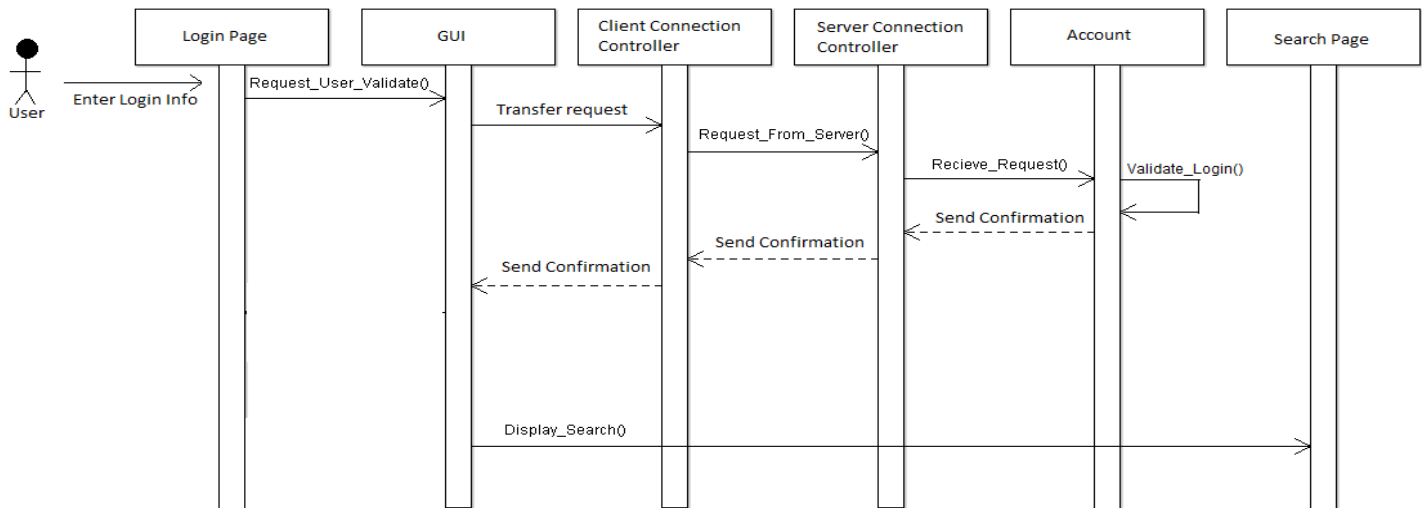 Login Page
GUI
Client Connection
Controller
Server Connection
Controller
Account
Search Page
User
Enter Login Info
Request_User_Validate()
Transfer request
Request_From_Server()
Recieve_Request()
Validate_Login()
Send Confirmation
Send Confirmation
Send Confirmation
Display_Search()